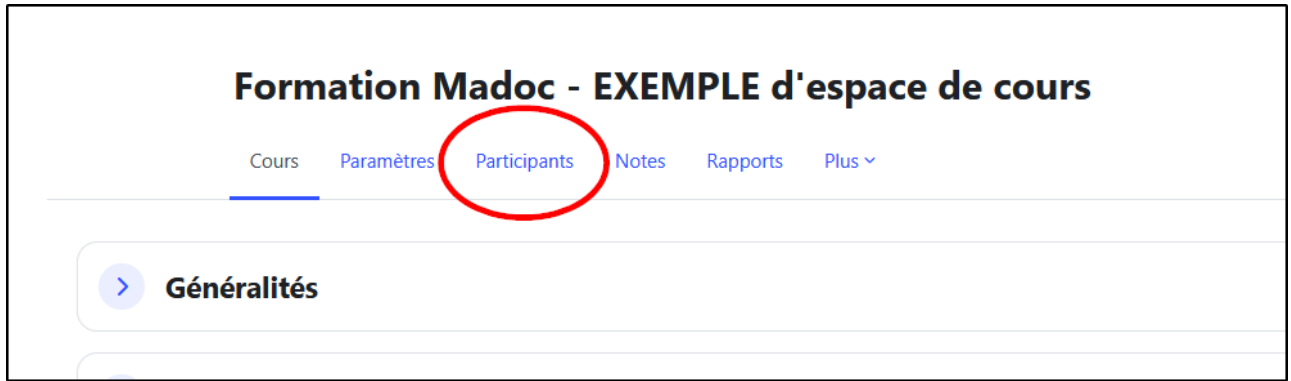 Formation Madoc - EXEMPLE d'espace de cours
Cours Paramètres Participants Notes Rapports Plus
Généralités